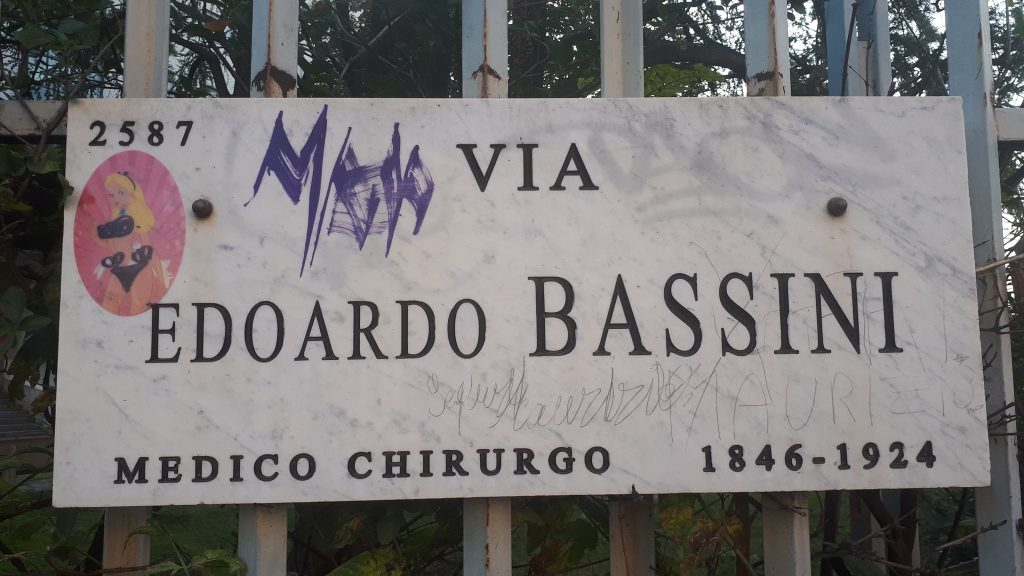 2587
VIA
EDOARDO BASSINI
MAURIZIO
MEDICO CHIRURGO 1846-1924